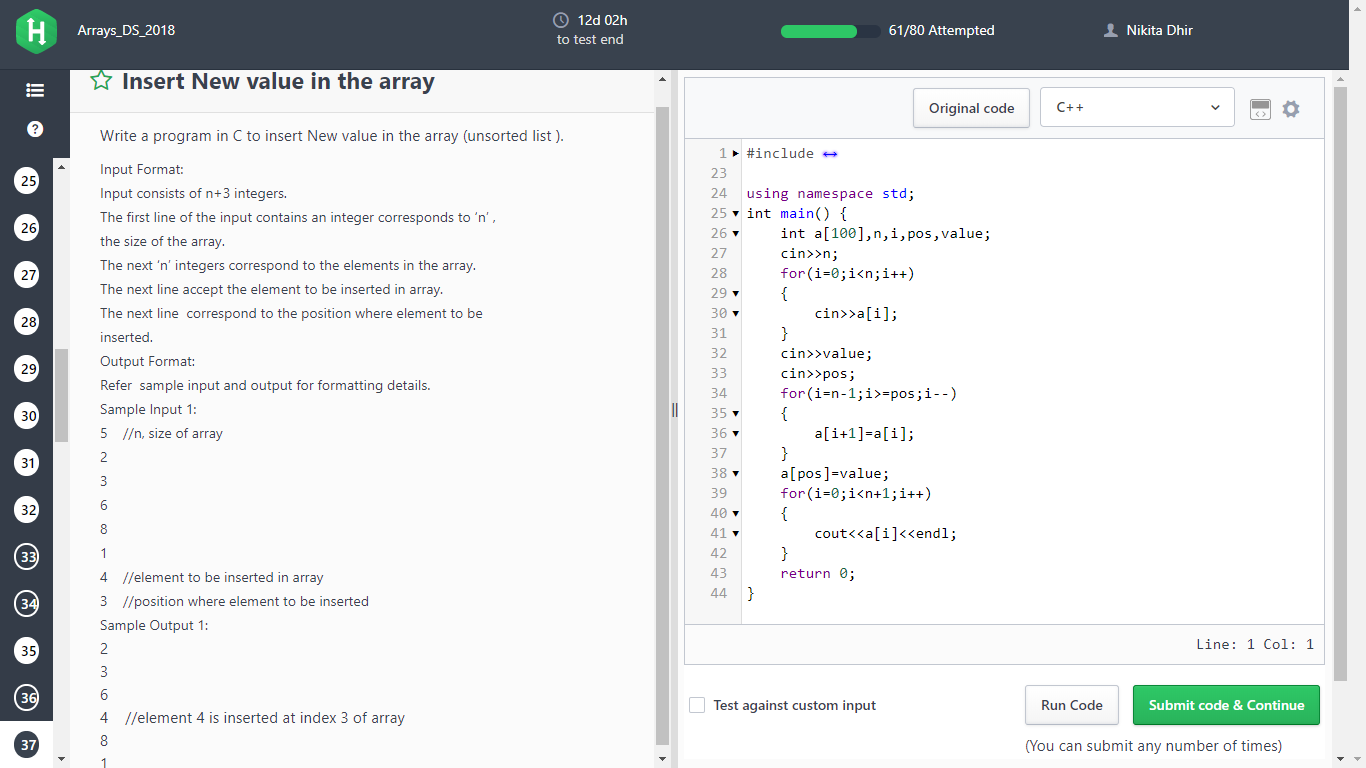 Arrays_DS_2018
12d 02h
to test end
61/80 Attempted
Nikita Dhir
?
25
26
27
28
29
30
31
32
33
34
35
36
37
Insert New value in the array
Write a program in C to insert New value in the array (unsorted list ).
Input Format:
Input consists of n+3 integers.
The first line of the input contains an integer corresponds to ‘n’ ,
the size of the array.
The next ‘n’ integers correspond to the elements in the array.
The next line accept the element to be inserted in array.
The next line  correspond to the position where element to be
inserted.
Output Format:
Refer  sample input and output for formatting details.
Sample Input 1:
5    //n, size of array
2
3
6
8
1
4    //element to be inserted in array
3    //position where element to be inserted
Sample Output 1:
2
3
6
4    //element 4 is inserted at index 3 of array
8
1
Original code
C++
1 #include
23
24 using namespace std;
25 int main() {
26     int a[100],n,i,pos,value;
27     cin>>n;
28     for(i=0;i<n;i++)
29     {
30         cin>>a[i];
31     }
32     cin>>value;
33     cin>>pos;
34     for(i=n-1;i>=pos;i--)
35     {
36         a[i+1]=a[i];
37     }
38     a[pos]=value;
39     for(i=0;i<n+1;i++)
40     {
41         cout<<a[i]<<endl;
42     }
43     return 0;
44 }
Line: 1 Col: 1
Test against custom input
Run Code
Submit code & Continue
(You can submit any number of times)